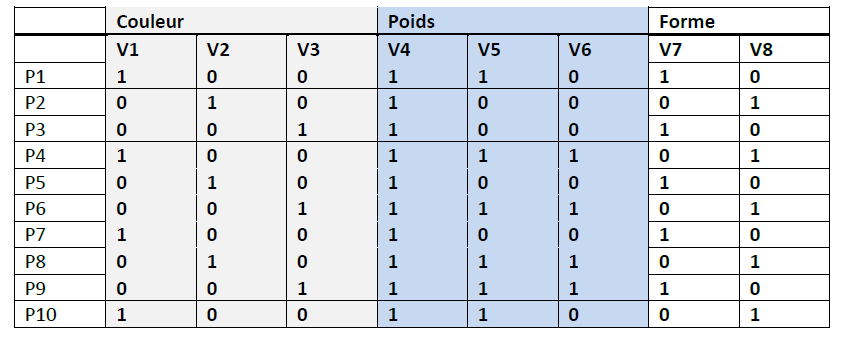 Couleur Poids Forme
V1 V2 V3 V4 V5 V6 V7 V8
P1 1 0 0 1 1 0 1 0
P2 0 1 0 1 0 0 0 1
P3 0 0 1 1 0 0 1 0
P4 1 0 0 1 1 1 0 1
P5 0 1 0 1 0 0 1 0
P6 0 0 1 1 1 1 0 1
P7 1 0 0 1 0 0 1 0
P8 0 1 0 1 1 1 0 1
P9 0 0 1 1 1 1 1 0
P10 1 0 0 1 1 0 0 1